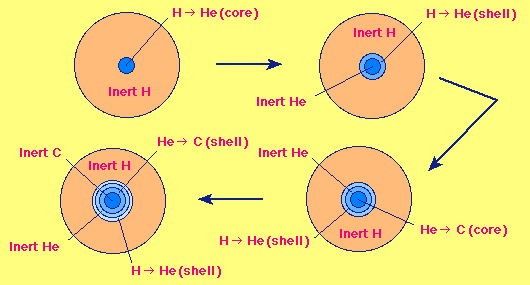 H → He (core)
Inert H
H → He (shell)
Inert H
Inert He
Inert He
H → He (shell)
Inert H
He → C (core)
Inert C
Inert H
He → C (shell)
Inert He
H → He (shell)